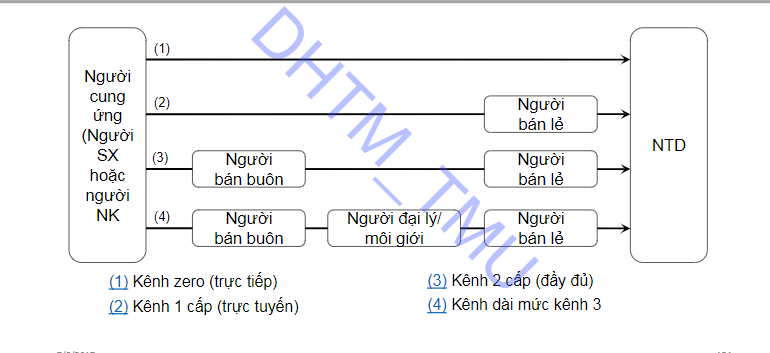 Người
cung
ứng
(Người
SX
hoặc
người
NK
(1)
(2)
Người
bán lẻ
(3)
Người
bán buôn
Người
bán lẻ
(4)
Người
bán buôn
Người đại lý/
môi giới
Người
bán lẻ
NTD
DHTM_TMU
(1) Kênh zero (trực tiếp)
(2) Kênh 1 cấp (trực tuyến)
(3) Kênh 2 cấp (đầy đủ)
(4) Kênh dài mức kênh 3